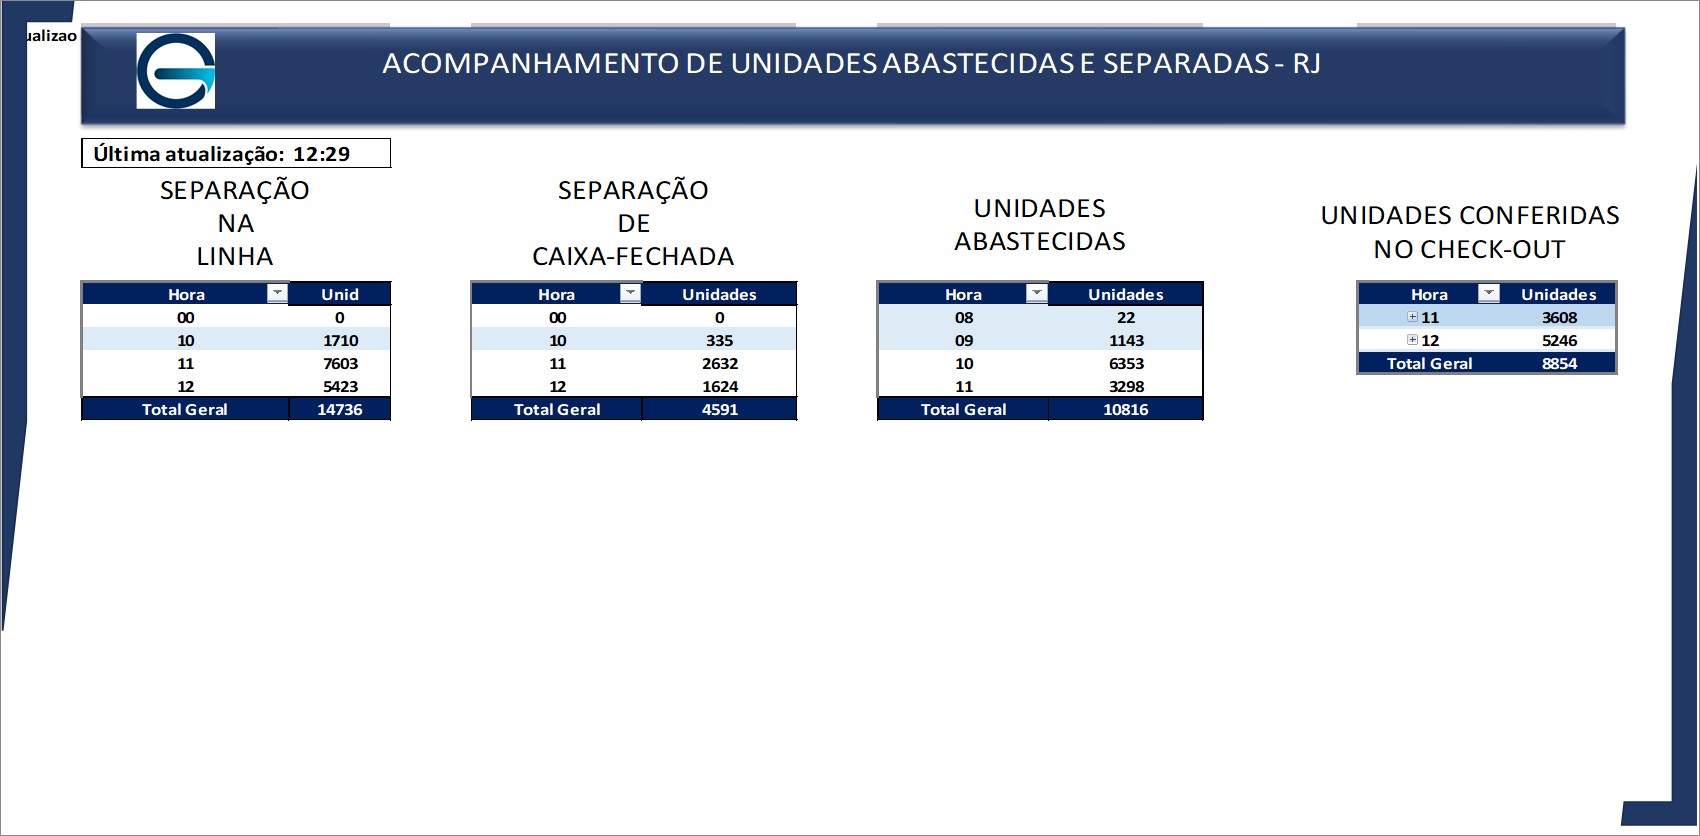 ualizao
ACOMPANHAMENTO DE UNIDADES ABASTECIDAS E SEPARADAS - RJ
Última atualização: 12:29
SEPARAÇÃO
NA
LINHA
Hora Unid
00 0
10 1710
11 7603
12 5423
Total Geral 14736
SEPARAÇÃO
DE
CAIXA-FECHADA
Hora Unidades
00 0
10 335
11 2632
12 1624
Total Geral 4591
UNIDADES
ABASTECIDAS
Hora Unidades
08 22
09 1143
10 6353
11 3298
Total Geral 10816
UNIDADES CONFERIDAS
NO CHECK-OUT
Hora Unidades
11 3608
12 5246
Total Geral 8854